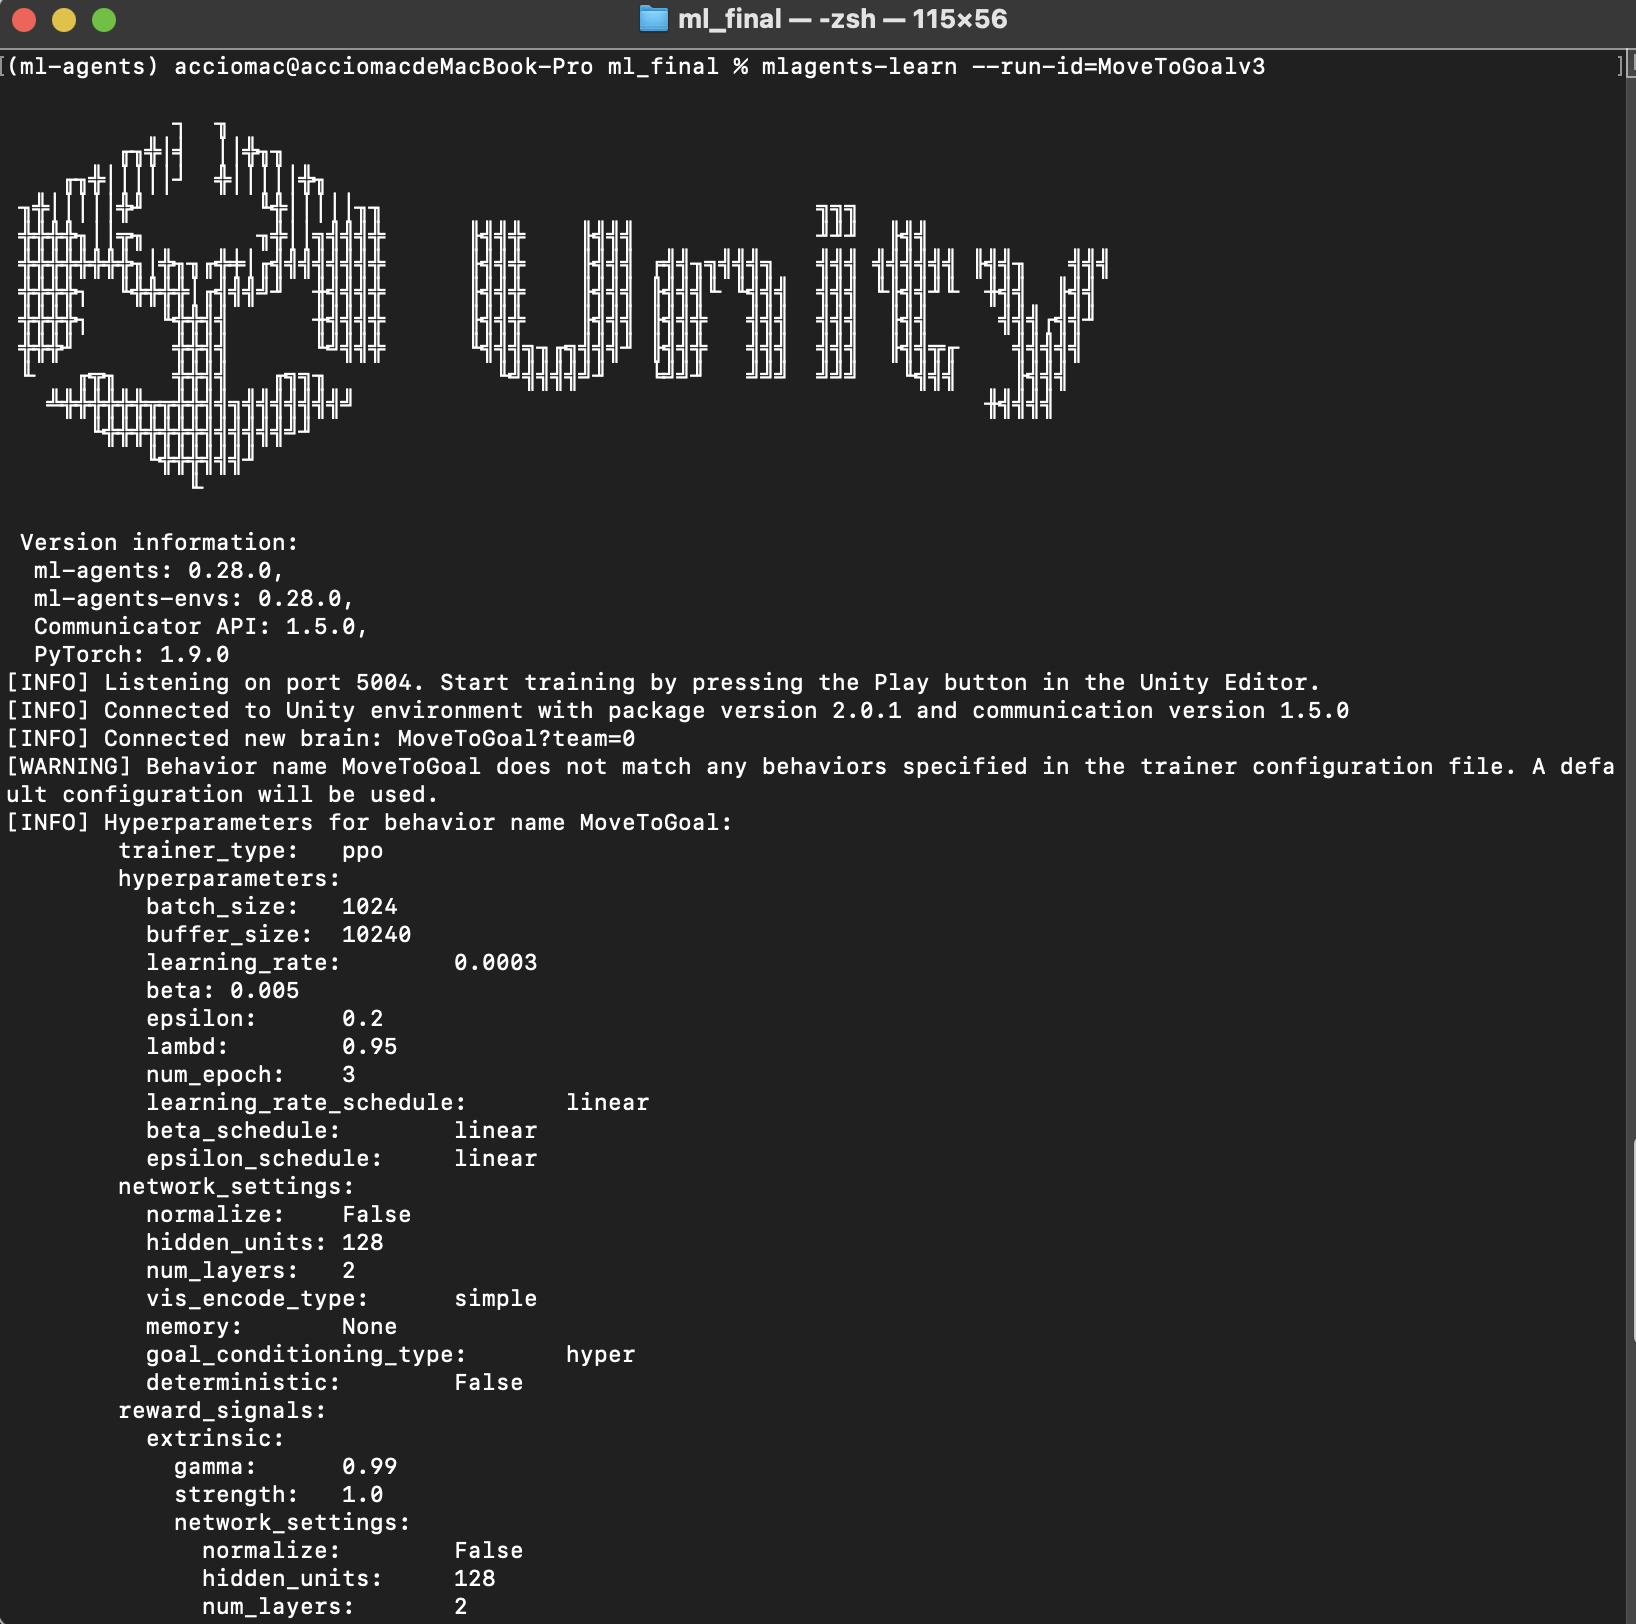 ml_final — -zsh — 115×56
(ml-agents) acciomac@acciomacdeMacBook-Pro ml_final % mlagents-learn --run-id=MoveToGoalv3
unity
Version information:
ml-agents: 0.28.0,
ml-agents-envs: 0.28.0,
Communicator API: 1.5.0,
PyTorch: 1.9.0
[INFO] Listening on port 5004. Start training by pressing the Play button in the Unity Editor.
[INFO] Connected to Unity environment with package version 2.0.1 and communication version 1.5.0
[INFO] Connected new brain: MoveToGoal?team=0
[WARNING] Behavior name MoveToGoal does not match any behaviors specified in the trainer configuration file. A defa
ult configuration will be used.
[INFO] Hyperparameters for behavior name MoveToGoal:
trainer_type: ppo
hyperparameters:
batch_size: 1024
buffer_size: 10240
learning_rate: 0.0003
beta: 0.005
epsilon: 0.2
lambd: 0.95
num_epoch: 3
learning_rate_schedule: linear
beta_schedule: linear
epsilon_schedule: linear
network_settings:
normalize: False
hidden_units: 128
num_layers: 2
vis_encode_type: simple
memory: None
goal_conditioning_type: hyper
deterministic: False
reward_signals:
extrinsic:
gamma: 0.99
strength: 1.0
network_settings:
normalize: False
hidden_units: 128
num_layers: 2